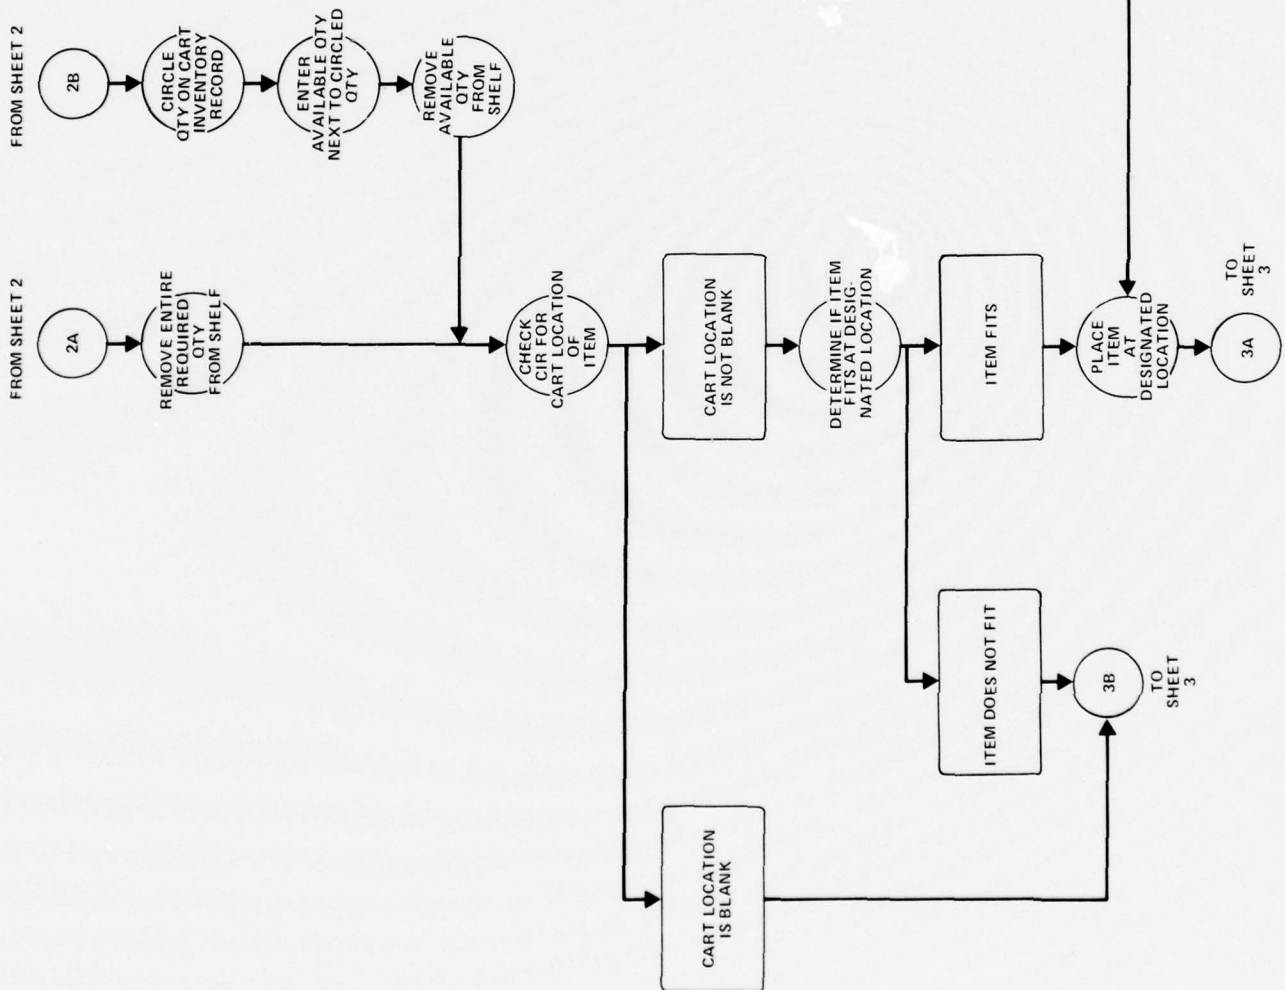 FROM SHEET 2
2B
CIRCLE
QTY ON CART
INVENTORY
RECORD
ENTER
AVAILABLE QTY
NEXT TO CIRCLED
QTY
REMOVE
AVAILABLE
QTY
FROM
SHELF
FROM SHEET 2
2A
REMOVE ENTIRE
REQUIRED
QTY
FROM SHELF
CHECK
CIR FOR
CART LOCATION
OF
ITEM
CART LOCATION
IS NOT BLANK
DETERMINE IF ITEM
FITS AT DESIG-
NATED LOCATION
ITEM FITS
PLACE
ITEM
AT
DESIGNATED
LOCATION
3A
TO
SHEET
3
ITEM DOES NOT FIT
3B
TO
SHEET
3
CART LOCATION
IS BLANK